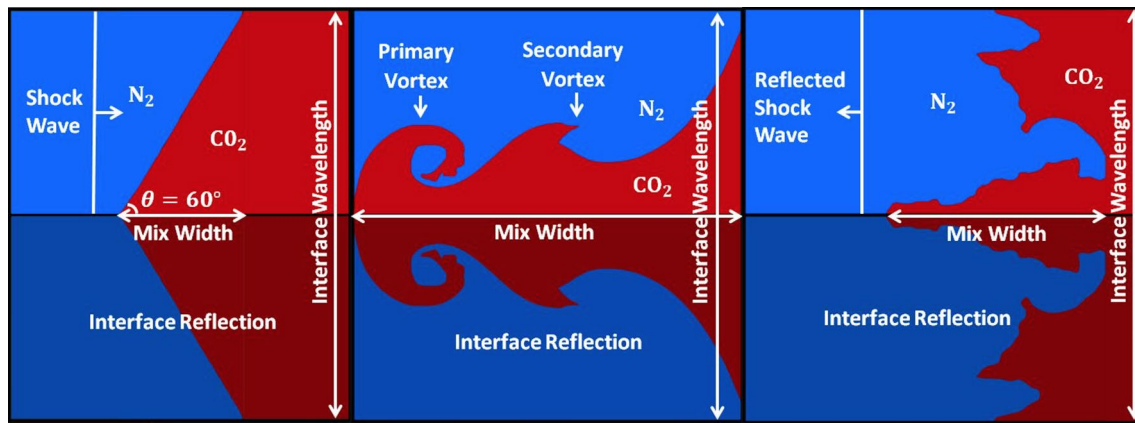 Shock
Wave
N₂
CO₂
θ = 60°
Mix Width
Interface Reflection
Interface Wavelength
Primary
Vortex
Secondary
Vortex
N₂
CO₂
Mix Width
Interface Reflection
Interface Wavelength
Reflected
Shock
Wave
N₂
CO₂
Mix Width
Interface Reflection
Interface Wavelength